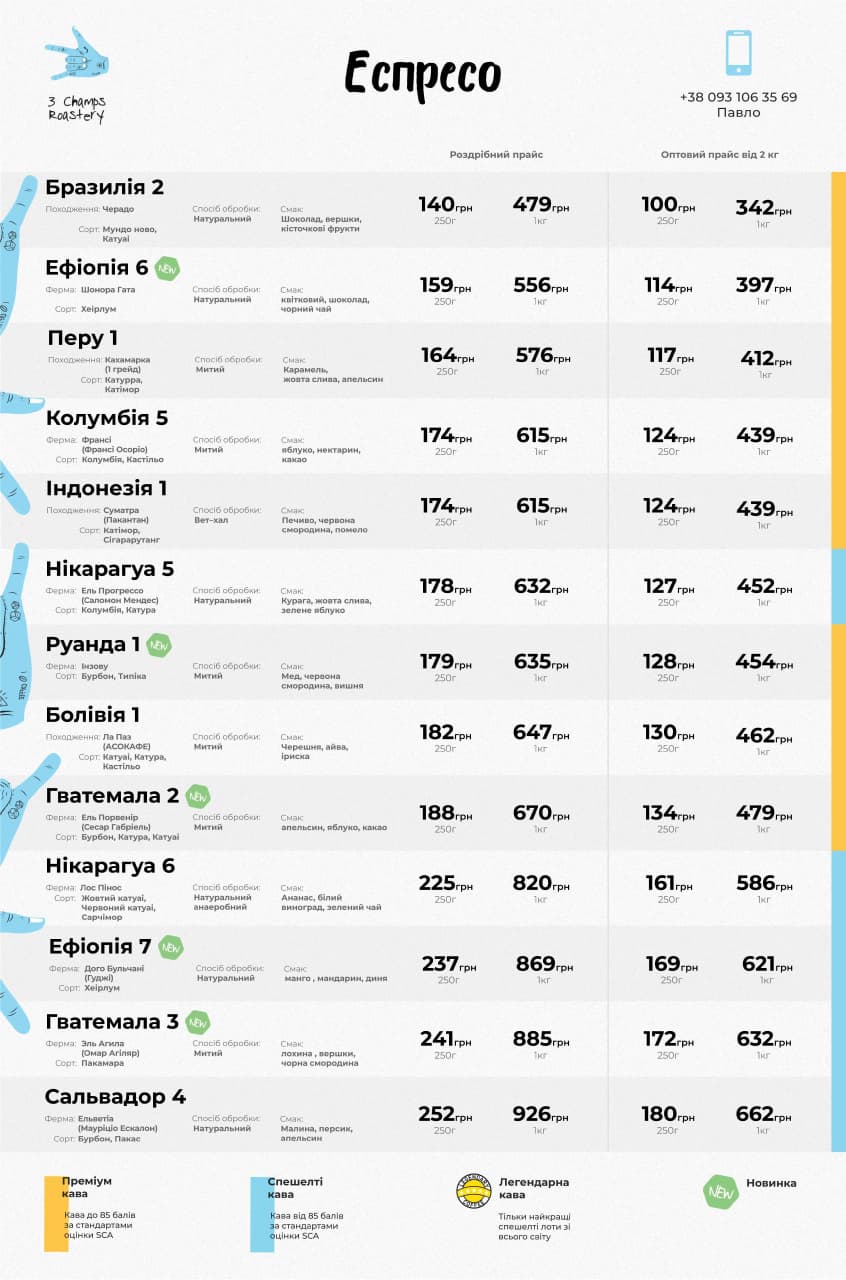 3 Champs
Roastery
Еспресо
+38 093 106 35 69
Павло
Роздрібний прайс
Оптовий прайс від 2 кг
Бразилія 2
Походження: Черадо
Сорт: Мундо ново,
Катуаі
Спосіб обробки:
Натуральний
Смак:
Шоколад, вершки,
кісточкові фрукти
140грн 479грн 100грн 342грн
250г 1кг 250г 1кг
Ефіопія 6 NEW
Ферма: Шонора Гата
Сорт: Хеірлум
Спосіб обробки:
Натуральний
Смак:
квітковий, шоколад,
чорний чай
159грн 556грн 114грн 397грн
250г 1кг 250г 1кг
Перу 1
Походження: Кахамарка
(1 грейд)
Сорт: Катурра,
Катімор
Спосіб обробки:
Митий
Смак:
Карамель,
жовта слива, апельсин
164грн 576грн 117грн 412грн
250г 1кг 250г 1кг
Колумбія 5
Ферма: Франсі
(Франсі Осоріо)
Сорт: Колумбія, Кастільо
Спосіб обробки:
Митий
Смак:
яблуко, нектарин,
какао
174грн 615грн 124грн 439грн
250г 1кг 250г 1кг
Індонезія 1
Походження: Суматра
(Пакантан)
Сорт: Катімор,
Сігарарутанг
Спосіб обробки:
Вет-хал
Смак:
Печиво, червона
смородина, помело
174грн 615грн 124грн 439грн
250г 1кг 250г 1кг
Нікарагуа 5
Ферма: Ель Прогрессо
(Саломон Мендес)
Сорт: Колумбія, Катура
Спосіб обробки:
Натуральний
Смак:
Курага, жовта слива,
зелене яблуко
178грн 632грн 127грн 452грн
250г 1кг 250г 1кг
Руанда 1 NEW
Ферма: Інзову
Сорт: Бурбон, Типіка
Спосіб обробки:
Митий
Смак:
Мед, червона
смородина, вишня
179грн 635грн 128грн 454грн
250г 1кг 250г 1кг
Болівія 1
Походження: Ла Паз
(АСОКАФЕ)
Сорт: Катуаі, Катура,
Кастільо
Спосіб обробки:
Митий
Смак:
Черешня, айва,
іриска
182грн 647грн 130грн 462грн
250г 1кг 250г 1кг
Гватемала 2 NEW
Ферма: Ель Порвенір
(Сесар Габріель)
Сорт: Бурбон, Катура, Катуаі
Спосіб обробки:
Митий
Смак:
апельсин, яблуко, какао
188грн 670грн 134грн 479грн
250г 1кг 250г 1кг
Нікарагуа 6
Ферма: Лос Пінос
Сорт: Жовтий катуаі,
Червоний катуаі,
Сарчімор
Спосіб обробки:
Натуральний
анаеробний
Смак:
Ананас, білий
виноград, зелений чай
225грн 820грн 161грн 586грн
250г 1кг 250г 1кг
Ефіопія 7 NEW
Ферма: Дого Бульчані
(Гуджі)
Сорт: Хеірлум
Спосіб обробки:
Натуральний
Смак:
манго , мандарин, диня
237грн 869грн 169грн 621грн
250г 1кг 250г 1кг
Гватемала 3 NEW
Ферма: Эль Агила
(Омар Агіляр)
Сорт: Пакамара
Спосіб обробки:
Митий
Смак:
лохина , вершки,
чорна смородина
241грн 885грн 172грн 632грн
250г 1кг 250г 1кг
Сальвадор 4
Ферма: Ельветіа
(Мауріціо Ескалон)
Сорт: Бурбон, Пакас
Спосіб обробки:
Натуральний
Смак:
Малина, персик,
апельсин
252грн 926грн 180грн 662грн
250г 1кг 250г 1кг
Преміум
кава
Кава до 85 балів
за стандартами
оцінки SCA
Спешелті
кава
Кава від 85 балів
за стандартами
оцінки SCA
Легендарна
кава
Тільки найкращі
спешелті лоти зі
всього світу
NEW
Новинка